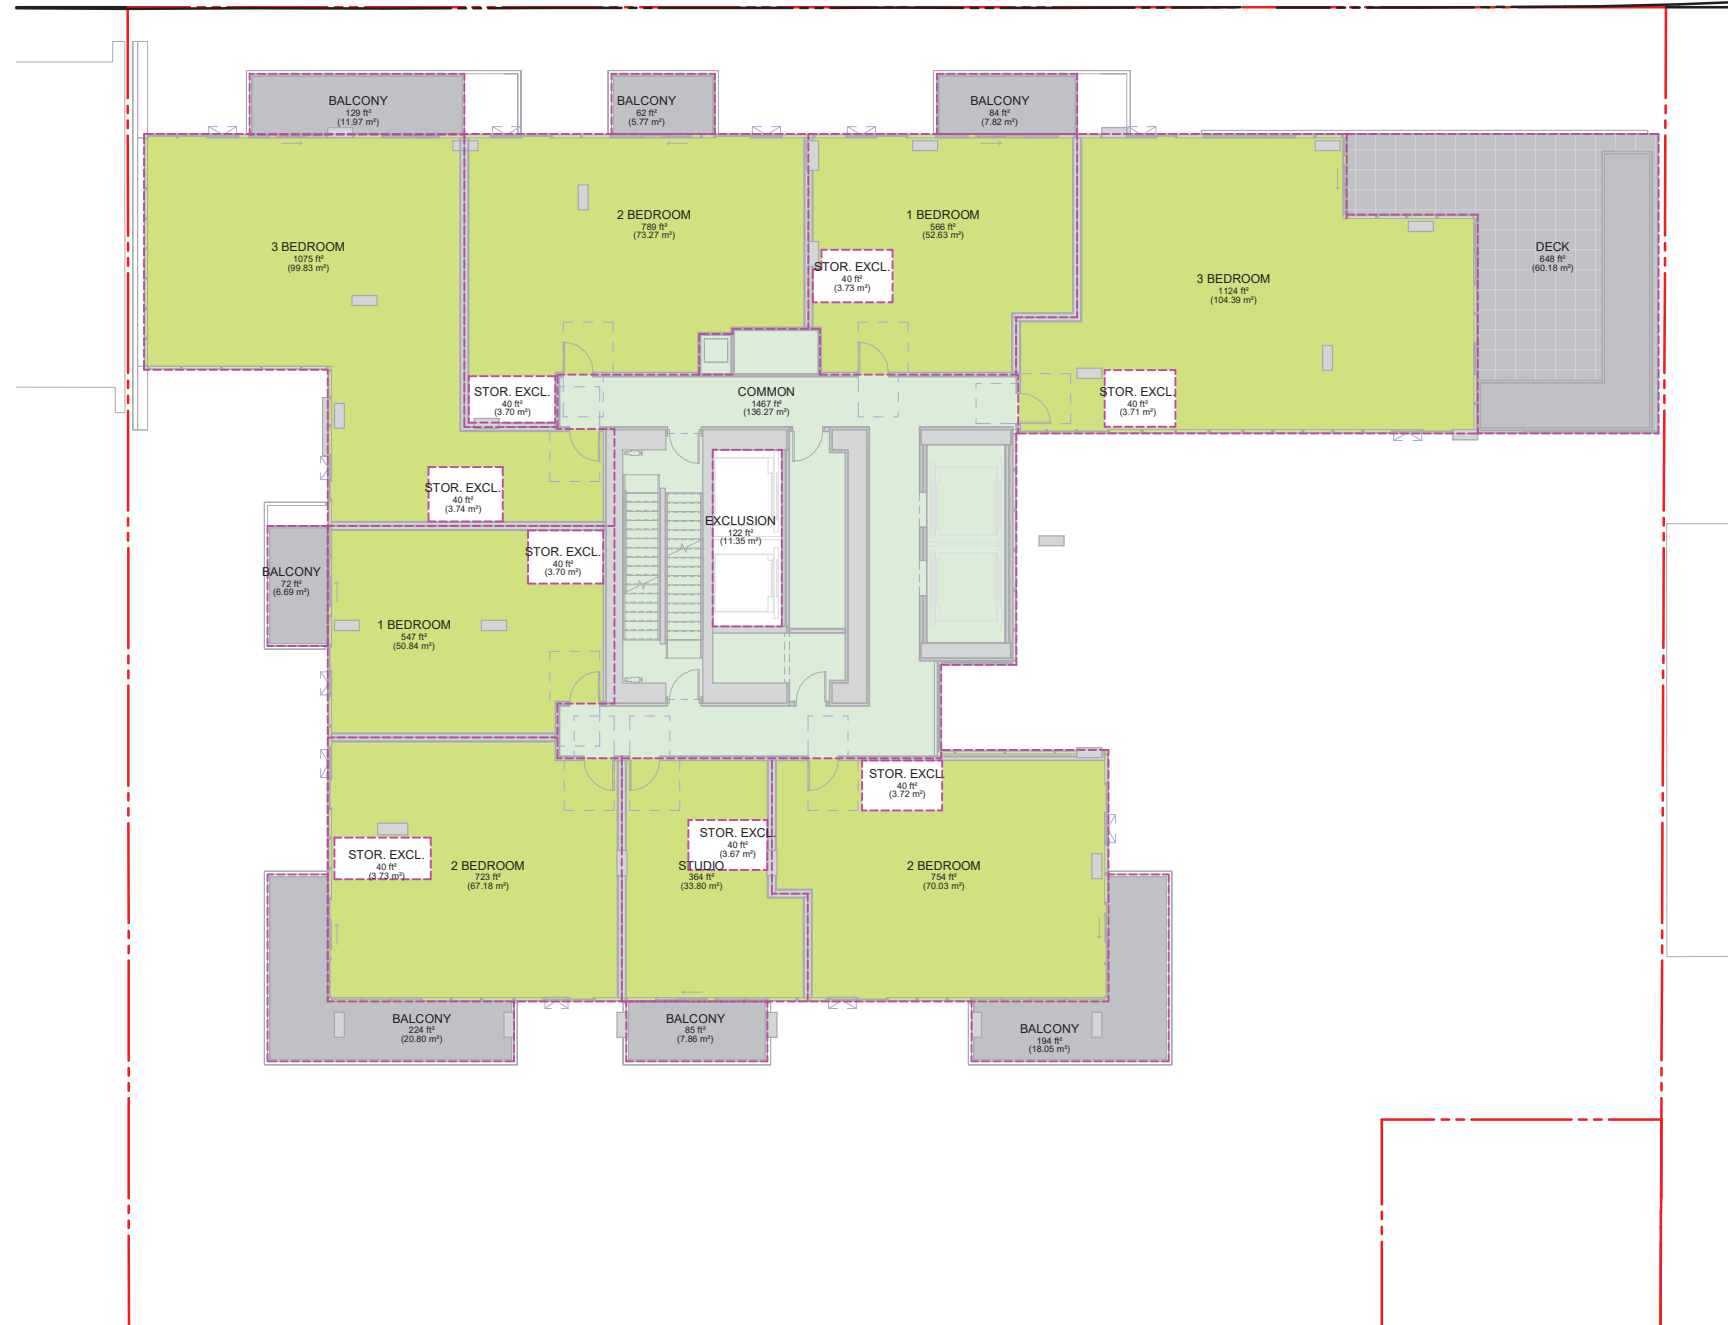 BALCONY
129 ft²
(11.97 m²)
BALCONY
62 ft²
(5.77 m²)
BALCONY
84 ft²
(7.82 m²)
3 BEDROOM
1075 ft²
(99.83 m²)
2 BEDROOM
789 ft²
(73.27 m²)
1 BEDROOM
566 ft²
(52.63 m²)
STOR. EXCL.
40 ft²
(3.73 m²)
3 BEDROOM
1124 ft²
(104.39 m²)
DECK
648 ft²
(60.18 m²)
STOR. EXCL.
40 ft²
(3.70 m²)
COMMON
1467 ft²
(136.27 m²)
STOR. EXCL.
40 ft²
(3.71 m²)
STOR. EXCL.
40 ft²
(3.74 m²)
EXCLUSION
122 ft²
(11.35 m²)
STOR. EXCL.
40 ft²
(3.70 m²)
BALCONY
72 ft²
(6.69 m²)
1 BEDROOM
547 ft²
(50.84 m²)
STOR. EXCL.
40 ft²
(3.72 m²)
STOR. EXCL.
40 ft²
(3.67 m²)
STOR. EXCL.
40 ft²
(3.73 m²)
2 BEDROOM
723 ft²
(67.18 m²)
STUDIO
364 ft²
(33.80 m²)
2 BEDROOM
754 ft²
(70.03 m²)
BALCONY
224 ft²
(20.80 m²)
BALCONY
85 ft²
(7.86 m²)
BALCONY
194 ft²
(18.05 m²)